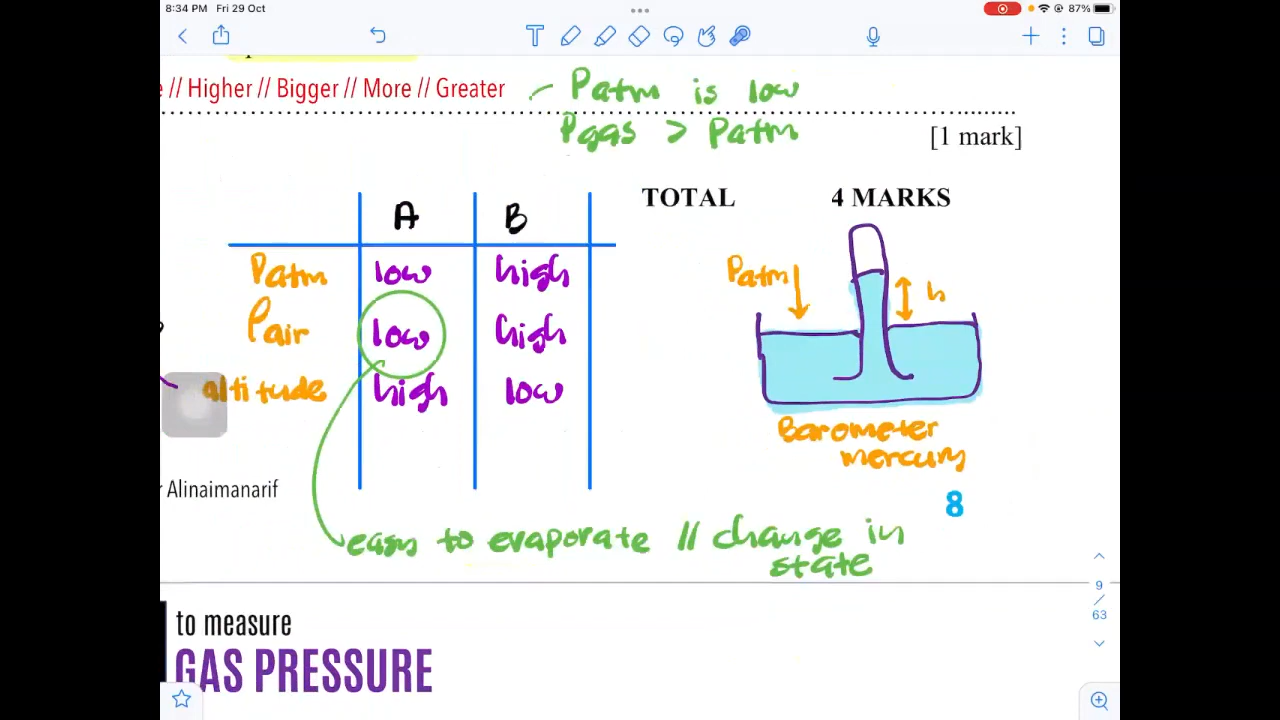 8:34 PM Fri 29 Oct
87%
// Higher // Bigger // More // Greater
Patm is low
Pgas > Patm
[1 mark]
A B
TOTAL 4 MARKS
Patm low high
Pair low high
altitude high low
Patm
h
Barometer
mercury
Alinaimanarif
8
easy to evaporate // change in
state
9
/
63
to measure
GAS PRESSURE